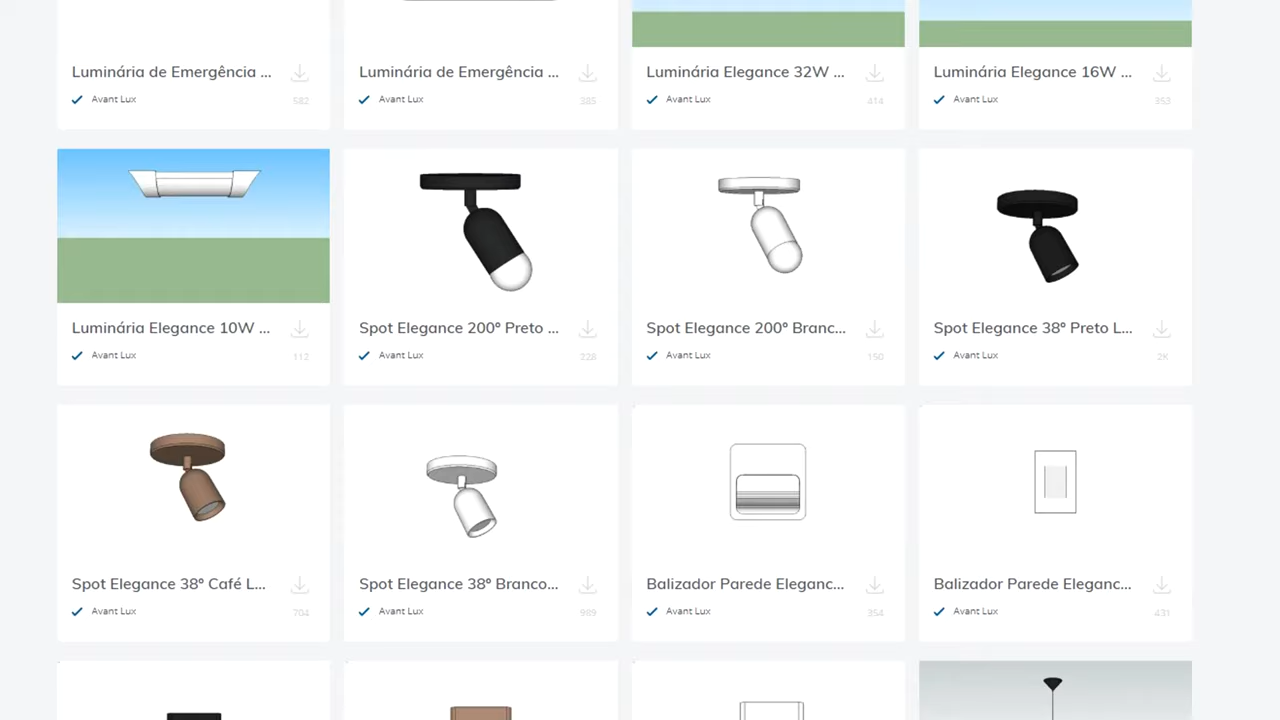 Luminária de Emergência ...
Avant Lux
582
Luminária de Emergência ...
Avant Lux
385
Luminária Elegance 32W ...
Avant Lux
414
Luminária Elegance 16W ...
Avant Lux
353
Luminária Elegance 10W ...
Avant Lux
112
Spot Elegance 200º Preto ...
Avant Lux
228
Spot Elegance 200º Branc...
Avant Lux
150
Spot Elegance 38º Preto L...
Avant Lux
2K
Spot Elegance 38º Café L...
Avant Lux
704
Spot Elegance 38º Branco...
Avant Lux
989
Balizador Parede Eleganc...
Avant Lux
354
Balizador Parede Eleganc...
Avant Lux
431